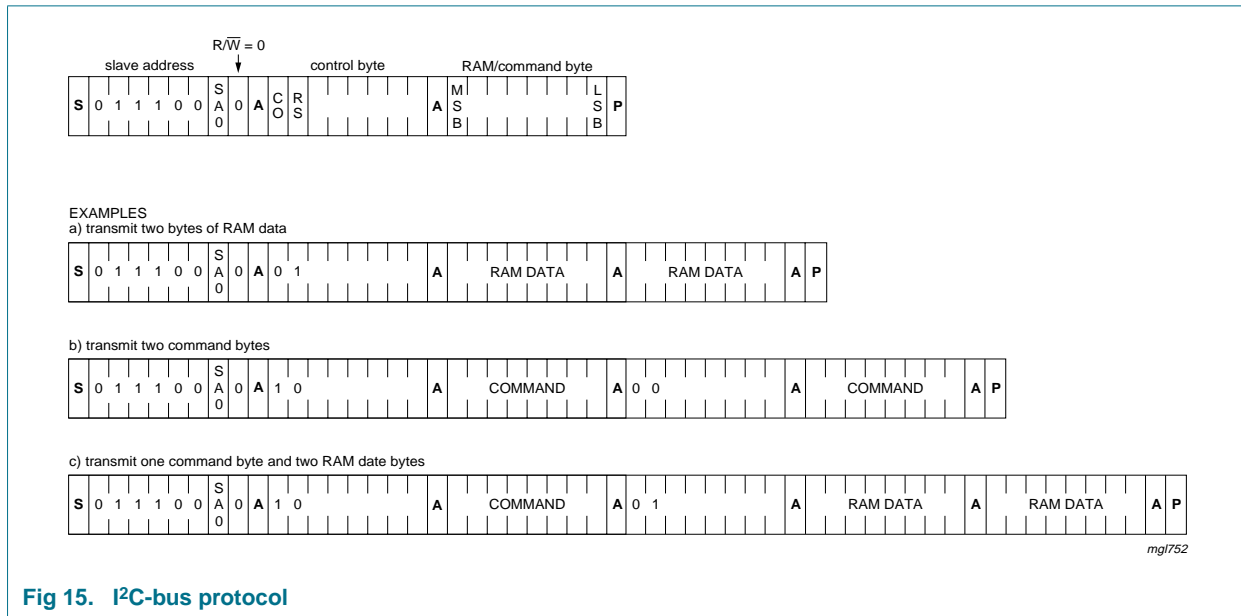 R/W̅ = 0
slave address control byte RAM/command byte
S 0 1 1 1 0 0 SA0 0 A CO RS A MSB LSB P
EXAMPLES
a) transmit two bytes of RAM data
S 0 1 1 1 0 0 SA0 0 A 0 1 A RAM DATA A RAM DATA A P
b) transmit two command bytes
S 0 1 1 1 0 0 SA0 0 A 1 0 A COMMAND A 0 0 A COMMAND A P
c) transmit one command byte and two RAM date bytes
S 0 1 1 1 0 0 SA0 0 A 1 0 A COMMAND A 0 1 A RAM DATA A RAM DATA A P
mgl752
Fig 15. I²C-bus protocol